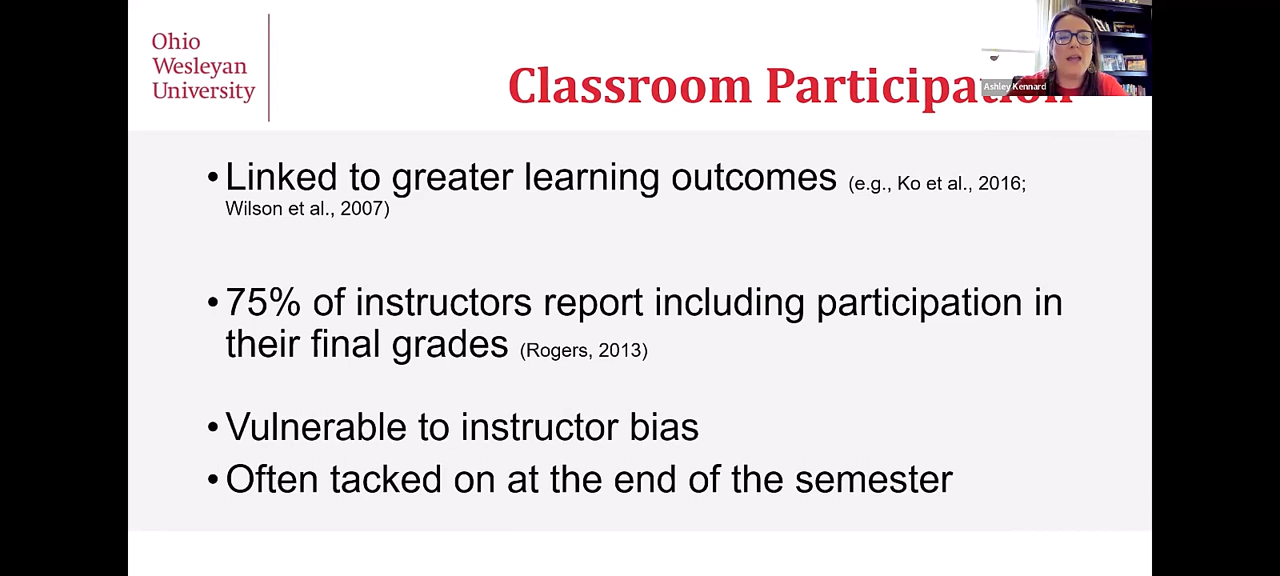 Ohio
Wesleyan
University
Classroom Participation
Ashley Kennard
•Linked to greater learning outcomes (e.g., Ko et al., 2016;
Wilson et al., 2007)
•75% of instructors report including participation in
their final grades (Rogers, 2013)
•Vulnerable to instructor bias
•Often tacked on at the end of the semester